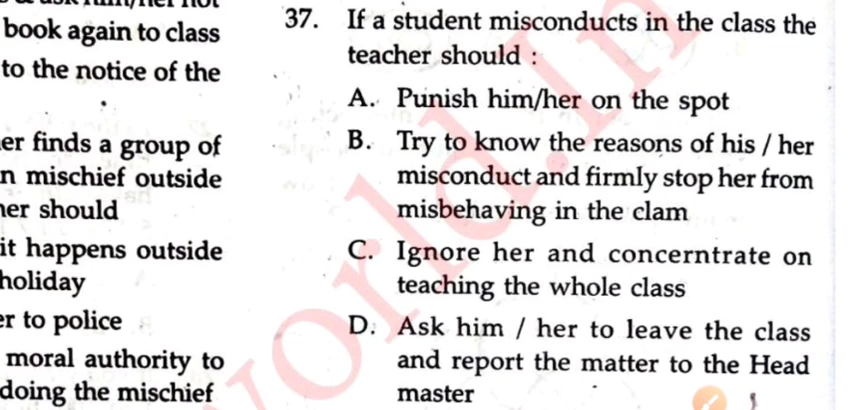 book again to class
to the notice of the
er finds a group of
n mischief outside
her should
it happens outside
holiday
er to police
moral authority to
doing the mischief
37. If a student misconducts in the class the
teacher should :
A. Punish him/her on the spot
B. Try to know the reasons of his / her
misconduct and firmly stop her from
misbehaving in the clam
C. Ignore her and concerntrate on
teaching the whole class
D. Ask him / her to leave the class
and report the matter to the Head
master